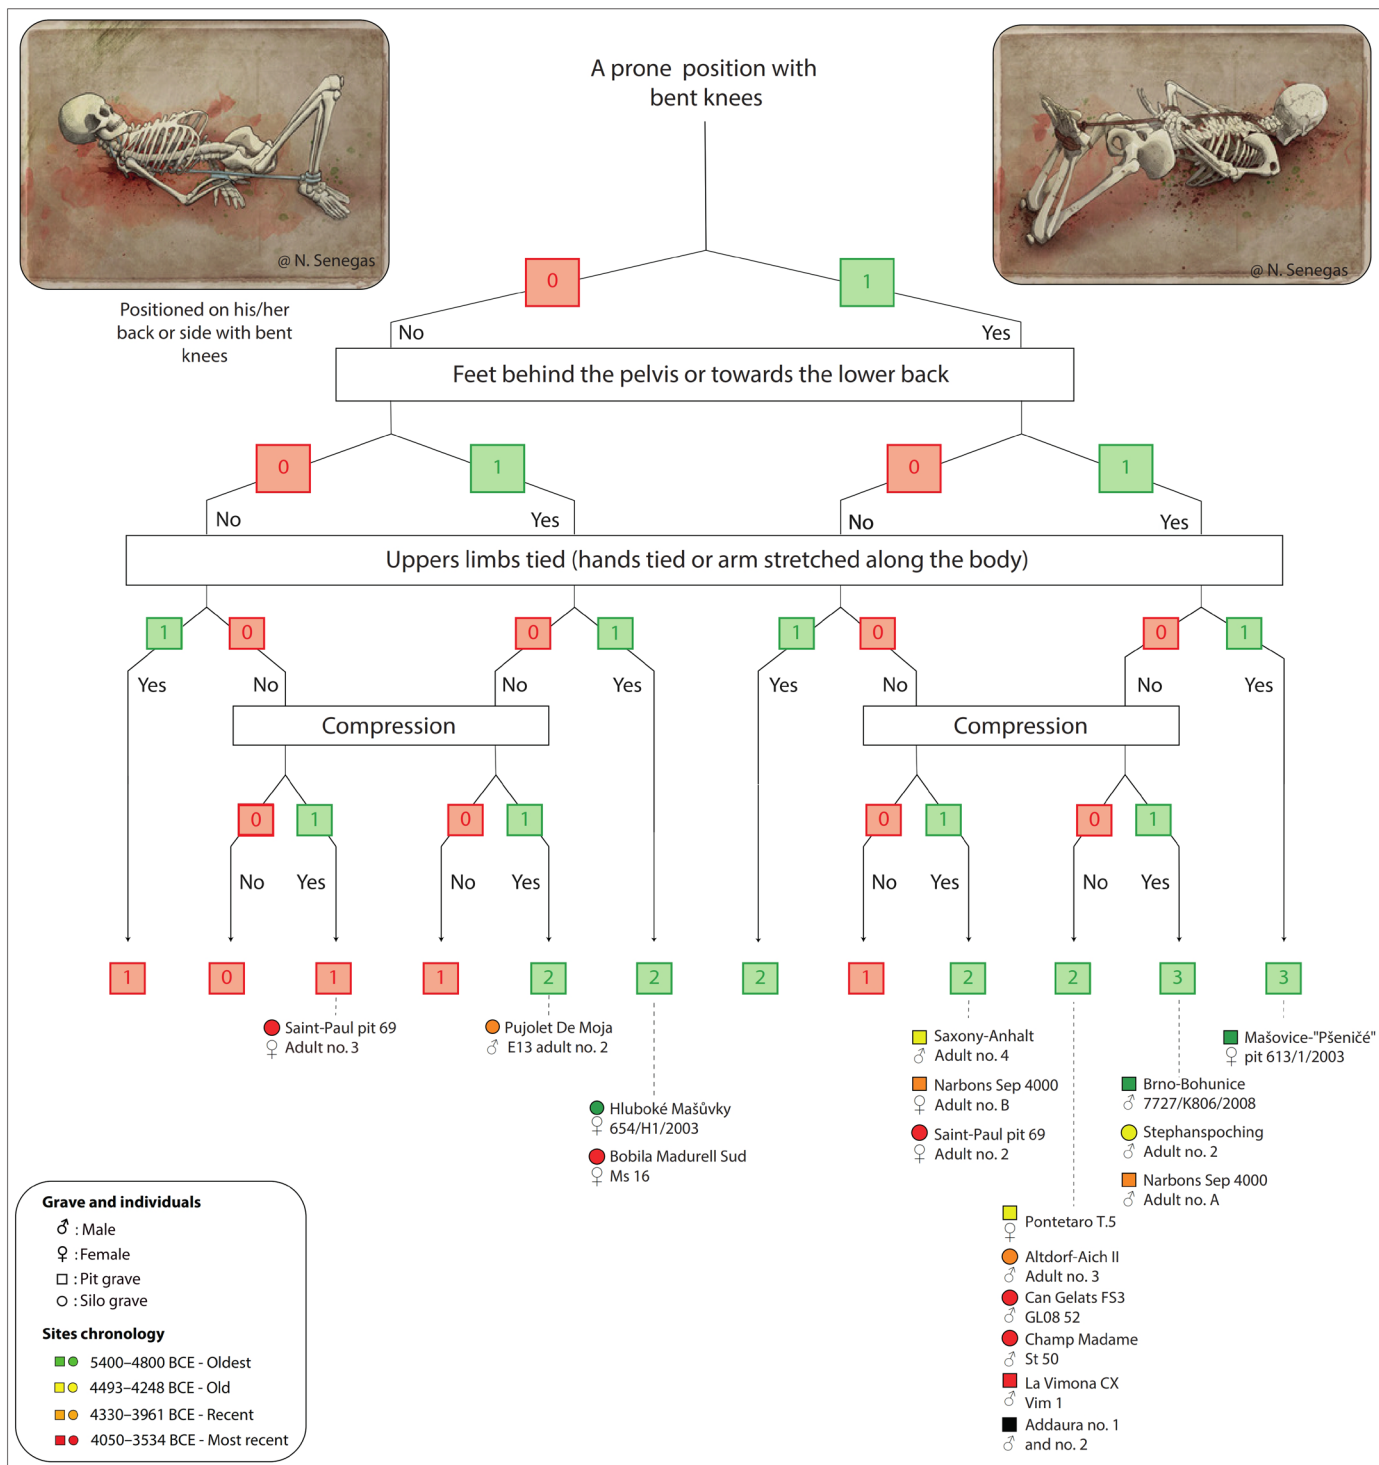 A prone position with
bent knees
@ N. Senegas
@ N. Senegas
Positioned on his/her
back or side with bent
knees
0
1
No
Yes
Feet behind the pelvis or towards the lower back
0
1
0
1
No
Yes
No
Yes
Uppers limbs tied (hands tied or arm stretched along the body)
1
0
0
1
1
0
0
1
Yes
No
No
Yes
Yes
No
No
Yes
Compression
Compression
0
1
0
1
0
1
0
1
No
Yes
No
Yes
No
Yes
No
Yes
1
0
1
1
2
2
2
1
2
2
3
3
Saint-Paul pit 69
♀ Adult no. 3
Pujolet De Moja
♂ E13 adult no. 2
Hluboké Mašůvky
♀ 654/H1/2003
Bobila Madurell Sud
♀ Ms 16
Saxony-Anhalt
♂ Adult no. 4
Narbons Sep 4000
♀ Adult no. B
Saint-Paul pit 69
♀ Adult no. 2
Pontetaro T.5
♀
Altdorf-Aich II
♂ Adult no. 3
Can Gelats FS3
♂ GL08 52
Champ Madame
♂ St 50
La Vimona CX
♂ Vim 1
Addaura no. 1
♂ and no. 2
Brno-Bohunice
♂ 7727/K806/2008
Stephanspoching
♂ Adult no. 2
Narbons Sep 4000
♂ Adult no. A
Mašovice-"Pšeničé"
♀ pit 613/1/2003
Grave and individuals
♂ : Male
♀ : Female
: Pit grave
: Silo grave
Sites chronology
5400–4800 BCE - Oldest
4493–4248 BCE - Old
4330–3961 BCE - Recent
4050–3534 BCE - Most recent